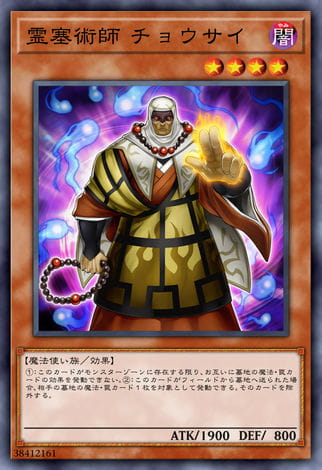 霊塞術師 チョウサイ
闇
やみ
【魔法使い族／効果】
①：このカードがモンスターゾーンに存在する限り、お互いに墓地の魔法・罠カー
ドの効果を発動できない。②：このカードがフィールドから墓地へ送られた場
合、相手の墓地の魔法・罠カード１枚を対象として発動できる。そのカードを除
外する。
ATK/1900 DEF/ 800
38412161